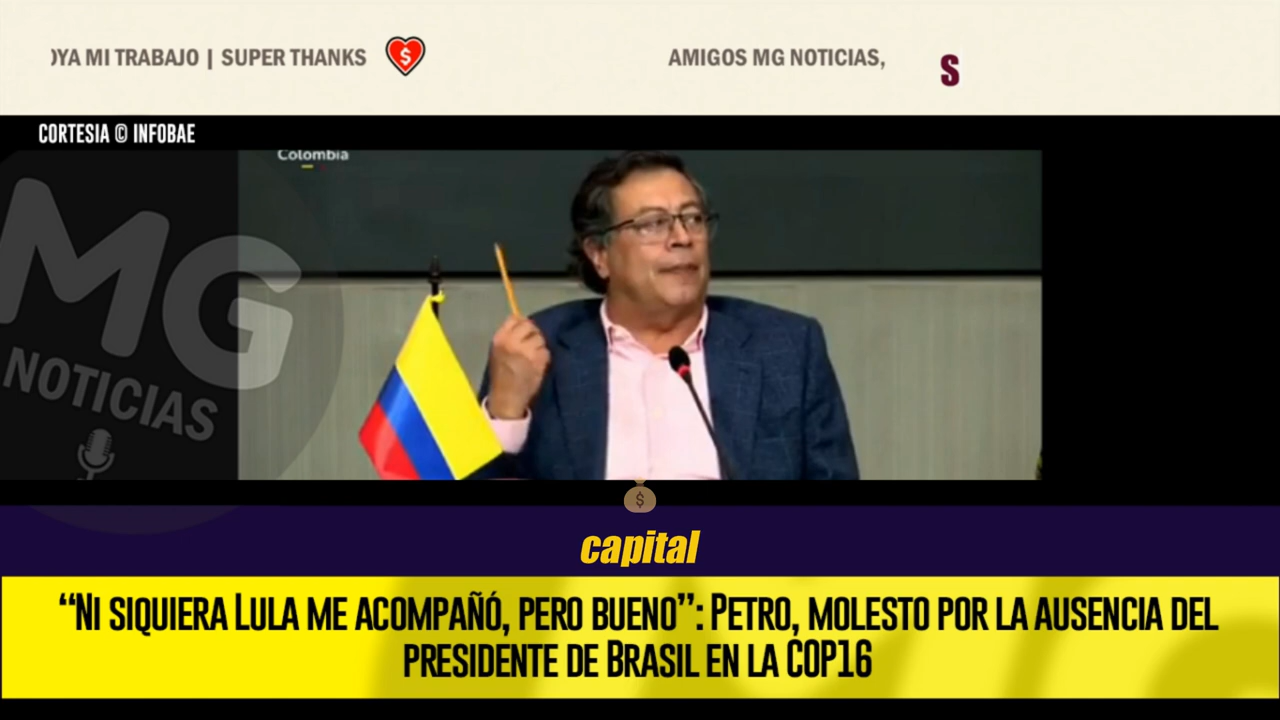 OYA MI TRABAJO | SUPER THANKS
$
AMIGOS MG NOTICIAS,
S
CORTESIA © INFOBAE
Colombia
MG
NOTICIAS
$
capital
“NI SIQUIERA LULA ME ACOMPAÑÓ, PERO BUENO”: PETRO, MOLESTO POR LA AUSENCIA DEL
PRESIDENTE DE BRASIL EN LA COP16